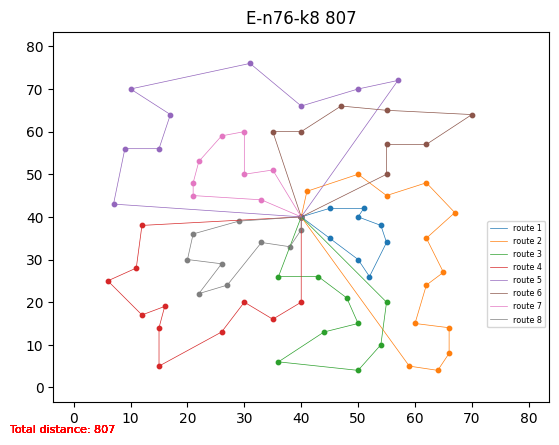 E-n76-k8 807
80
70
60
50
40
30
20
10
0
route 1
route 2
route 3
route 4
route 5
route 6
route 7
route 8
0 10 20 30 40 50 60 70 80
Total distance: 807